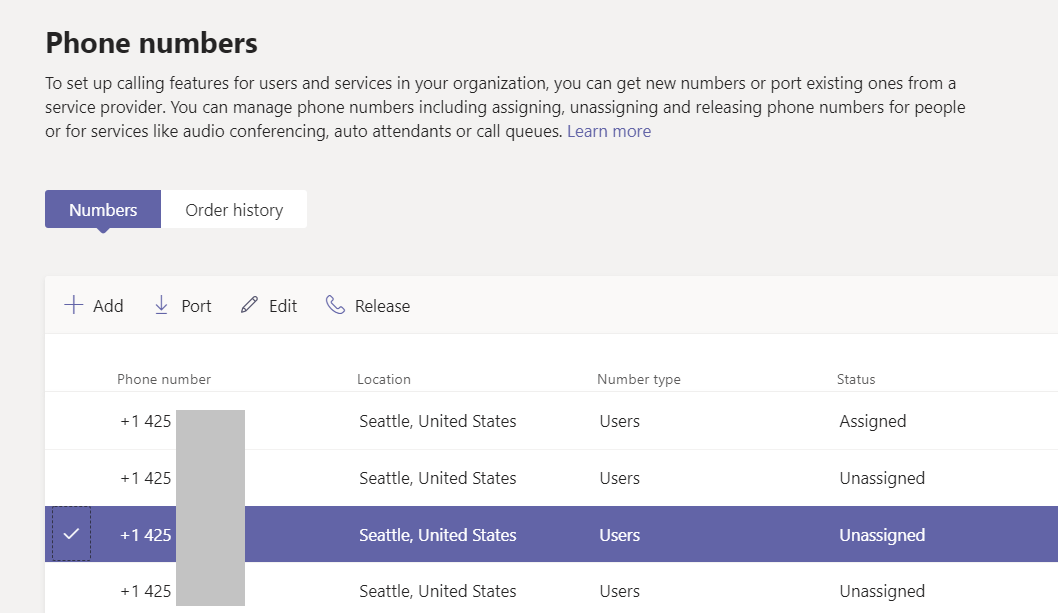 Phone numbers
To set up calling features for users and services in your organization, you can get new numbers or port existing ones from a
service provider. You can manage phone numbers including assigning, unassigning and releasing phone numbers for people
or for services like audio conferencing, auto attendants or call queues. Learn more
Numbers Order history
Add Port Edit Release
Phone number Location Number type Status
+1 425 Seattle, United States Users Assigned
+1 425 Seattle, United States Users Unassigned
+1 425 Seattle, United States Users Unassigned
+1 425 Seattle, United States Users Unassigned